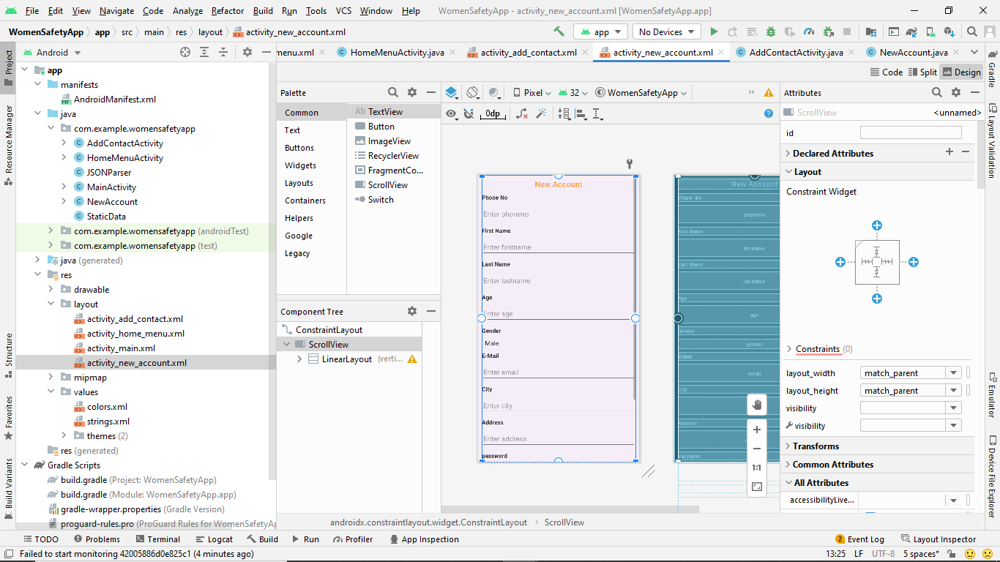 File Edit View Navigate Code Analyze Refactor Build Run Tools VCS Window Help WomenSafetyApp - activity_new_account.xml [WomenSafetyApp.app]
WomenSafetyApp app src main res layout activity_new_account.xml app No Devices
Android menu.xml HomeMenuActivity.java activity_add_contact.xml activity_new_account.xml AddContactActivity.java NewAccount.java
Code Split Design
Project
Resource Manager
Structure
Favorites
Build Variants
app
manifests
AndroidManifest.xml
java
com.example.womensafetyapp
AddContactActivity
HomeMenuActivity
JSONParser
MainActivity
NewAccount
StaticData
com.example.womensafetyapp (androidTest)
com.example.womensafetyapp (test)
java (generated)
res
drawable
layout
activity_add_contact.xml
activity_home_menu.xml
activity_main.xml
activity_new_account.xml
mipmap
values
colors.xml
strings.xml
themes (2)
res (generated)
Gradle Scripts
build.gradle (Project: WomenSafetyApp)
build.gradle (Module: WomenSafetyApp.app)
gradle-wrapper.properties (Gradle Version)
proguard-rules.pro (ProGuard Rules for WomenSafetyAp
Palette
Common
Text
Buttons
Widgets
Layouts
Containers
Helpers
Google
Legacy
Ab TextView
Button
ImageView
RecyclerView
FragmentCo...
ScrollView
Switch
Component Tree
ConstraintLayout
ScrollView
LinearLayout (verti...
Pixel 32 WomenSafetyApp
0dp
New Account
Phone No
Enter phoneno
First Name
Enter firstname
Last Name
Enter lastname
Age
Enter age
Gender
Male
E-Mail
Enter email
City
Enter city
Address
Enter address
password
New Account
Phone No
phoneno
First Name
firstname
Last Name
lastname
Age
age
Gender
gender
E-Mail
email
City
Address
password
1:1
Attributes
ScrollView <unnamed>
id
Declared Attributes
Layout
Constraint Widget
Constraints (0)
layout_width match_parent
layout_height match_parent
visibility
visibility
Transforms
Common Attributes
All Attributes
accessibilityLive...
Gradle
Layout Validation
Emulator
Device File Explorer
androidx.constraintlayout.widget.ConstraintLayout ScrollView
TODO Problems Terminal Logcat Build Run Profiler App Inspection 2 Event Log Layout Inspector
Failed to start monitoring 42005886d0e825c1 (4 minutes ago) 13:25 LF UTF-8 5 spaces*